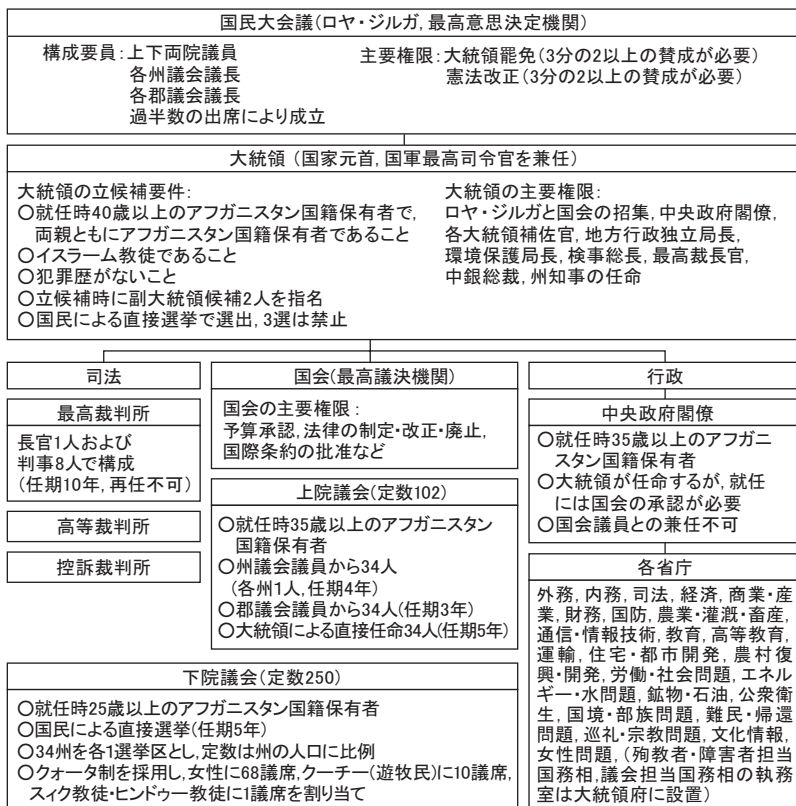 国民大会議(ロヤ・ジルガ, 最高意思決定機関)
構成要員：上下両院議員
各州議会議長
各郡議会議長
過半数の出席により成立
主要権限：大統領罷免(3分の2以上の賛成が必要)
憲法改正(3分の2以上の賛成が必要)
大統領 (国家元首, 国軍最高司令官を兼任)
大統領の立候補要件：
○就任時40歳以上のアフガニスタン国籍保有者で,
両親ともにアフガニスタン国籍保有者であること
○イスラーム教徒であること
○犯罪歴がないこと
○立候補時に副大統領候補2人を指名
○国民による直接選挙で選出, 3選は禁止
大統領の主要権限：
ロヤ・ジルガと国会の招集, 中央政府閣僚,
各大統領補佐官, 地方行政独立局長,
環境保護局長, 検事総長, 最高裁長官,
中銀総裁, 州知事の任命
司法
最高裁判所
長官1人および
判事8人で構成
(任期10年, 再任不可)
高等裁判所
控訴裁判所
国会(最高議決機関)
国会の主要権限：
予算承認, 法律の制定・改正・廃止,
国際条約の批准など
上院議会(定数102)
○就任時35歳以上のアフガニスタン
国籍保有者
○州議会議員から34人
(各州1人, 任期4年)
○郡議会議員から34人(任期3年)
○大統領による直接任命34人(任期5年)
下院議会(定数250)
○就任時25歳以上のアフガニスタン国籍保有者
○国民による直接選挙(任期5年)
○34州を各1選挙区とし, 定数は州の人口に比例
○クォータ制を採用し, 女性に68議席, クーチー(遊牧民)に10議席,
スィク教徒・ヒンドゥー教徒に1議席を割り当て
行政
中央政府閣僚
○就任時35歳以上のアフガニ
スタン国籍保有者
○大統領が任命するが, 就任
には国会の承認が必要
○国会議員との兼任不可
各省庁
外務, 内務, 司法, 経済, 商業・産
業, 財務, 国防, 農業・灌漑・畜産,
通信・情報技術, 教育, 高等教育,
運輸, 住宅・都市開発, 農村復
興・開発, 労働・社会問題, エネル
ギー・水問題, 鉱物・石油, 公衆衛
生, 国境・部族問題, 難民・帰還
問題, 巡礼・宗教問題, 文化情報,
女性問題, (殉教者・障害者担当
国務相, 議会担当国務相の執務
室は大統領府に設置)